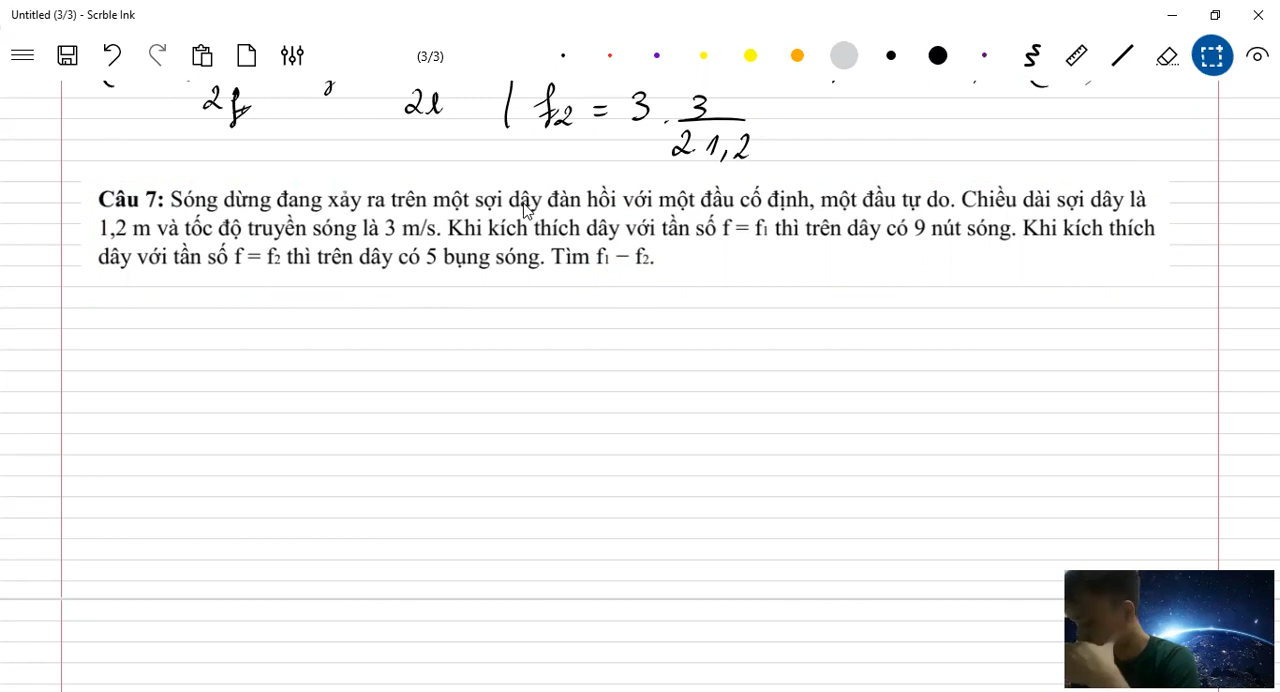 Untitled (3/3) - Scrble Ink
(3/3)
2f 2l f2 = 3 . 3
2.1,2
Câu 7: Sóng dừng đang xảy ra trên một sợi dây đàn hồi với một đầu cố định, một đầu tự do. Chiều dài sợi dây là
1,2 m và tốc độ truyền sóng là 3 m/s. Khi kích thích dây với tần số f = f₁ thì trên dây có 9 nút sóng. Khi kích thích
dây với tần số f = f₂ thì trên dây có 5 bụng sóng. Tìm f₁ − f₂.